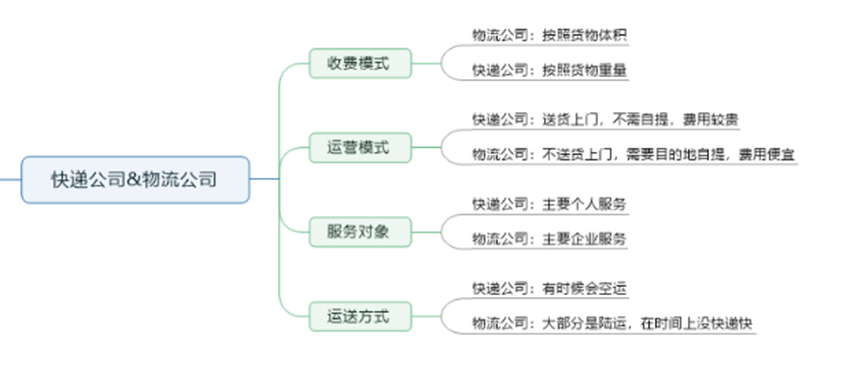 快递公司&物流公司
收费模式
物流公司：按照货物体积
快递公司：按照货物重量
运营模式
快递公司：送货上门，不需自提，费用较贵
物流公司：不送货上门，需要目的地自提，费用便宜
服务对象
快递公司：主要个人服务
物流公司：主要企业服务
运送方式
快递公司：有时候会空运
物流公司：大部分是陆运，在时间上没快递快